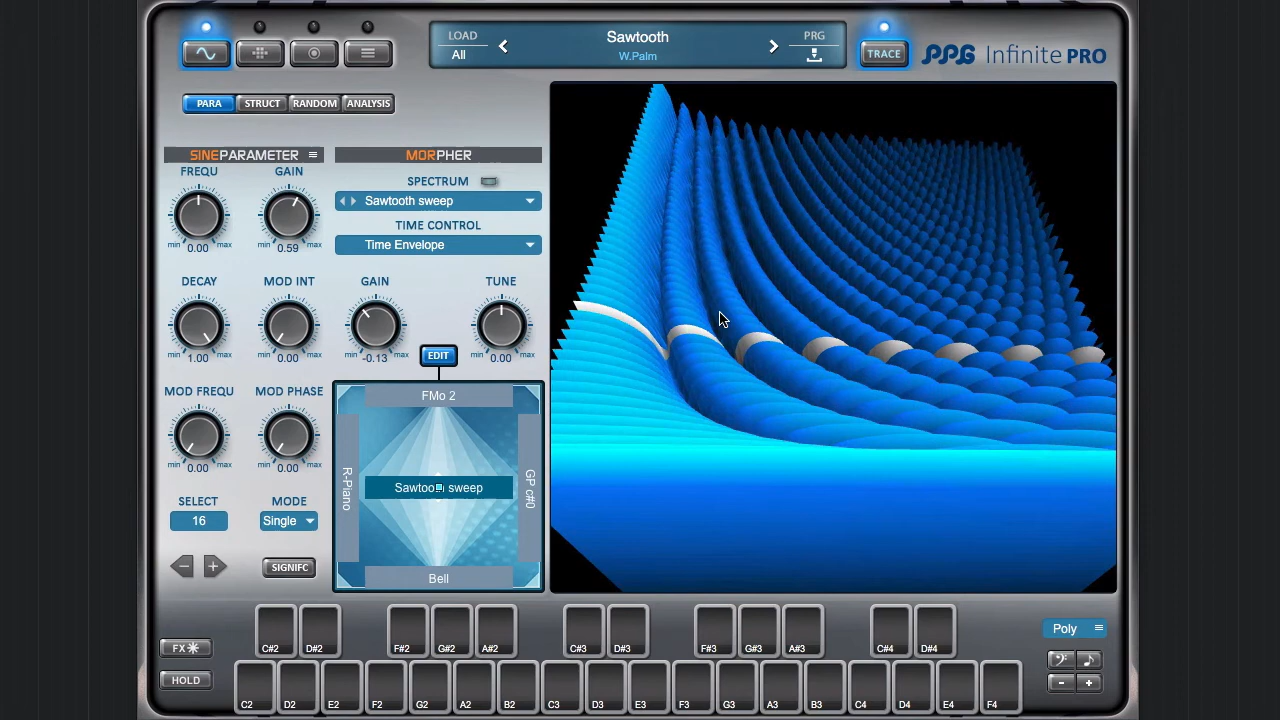 LOAD
All
Sawtooth
W.Palm
PRG
TRACE
PPG Infinite PRO
PARA STRUCT RANDOM ANALYSIS
SINEPARAMETER
MORPHER
FREQU GAIN
SPECTRUM
Sawtooth sweep
TIME CONTROL
Time Envelope
min max min max
0.00 0.59
DECAY MOD INT GAIN TUNE
min max min max min max min max
1.00 0.00 -0.13 0.00
EDIT
MOD FREQU MOD PHASE
min max min max
0.00 0.00
FMo 2
R-Piano
Sawtooth sweep
GP c#0
Bell
SELECT MODE
16 Single
SIGNIFC
C#2 D#2 F#2 G#2 A#2 C#3 D#3 F#3 G#3 A#3 C#4 D#4
Poly
FX
HOLD
C2 D2 E2 F2 G2 A2 B2 C3 D3 E3 F3 G3 A3 B3 C4 D4 E4 F4